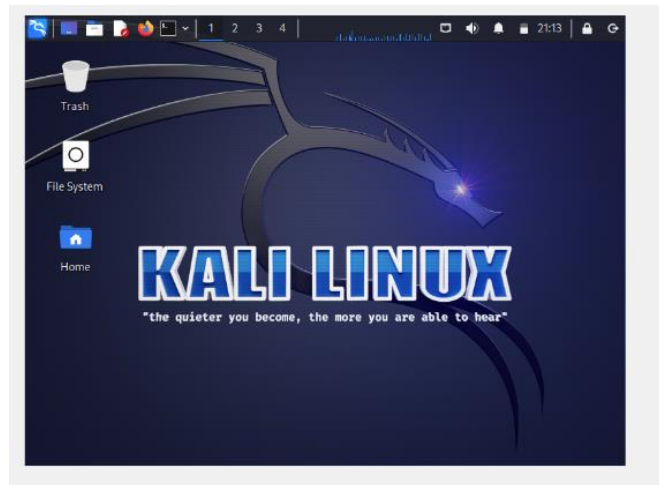 1 2 3 4 21:13
Trash
File System
Home
KALI LINUX
"the quieter you become, the more you are able to hear"